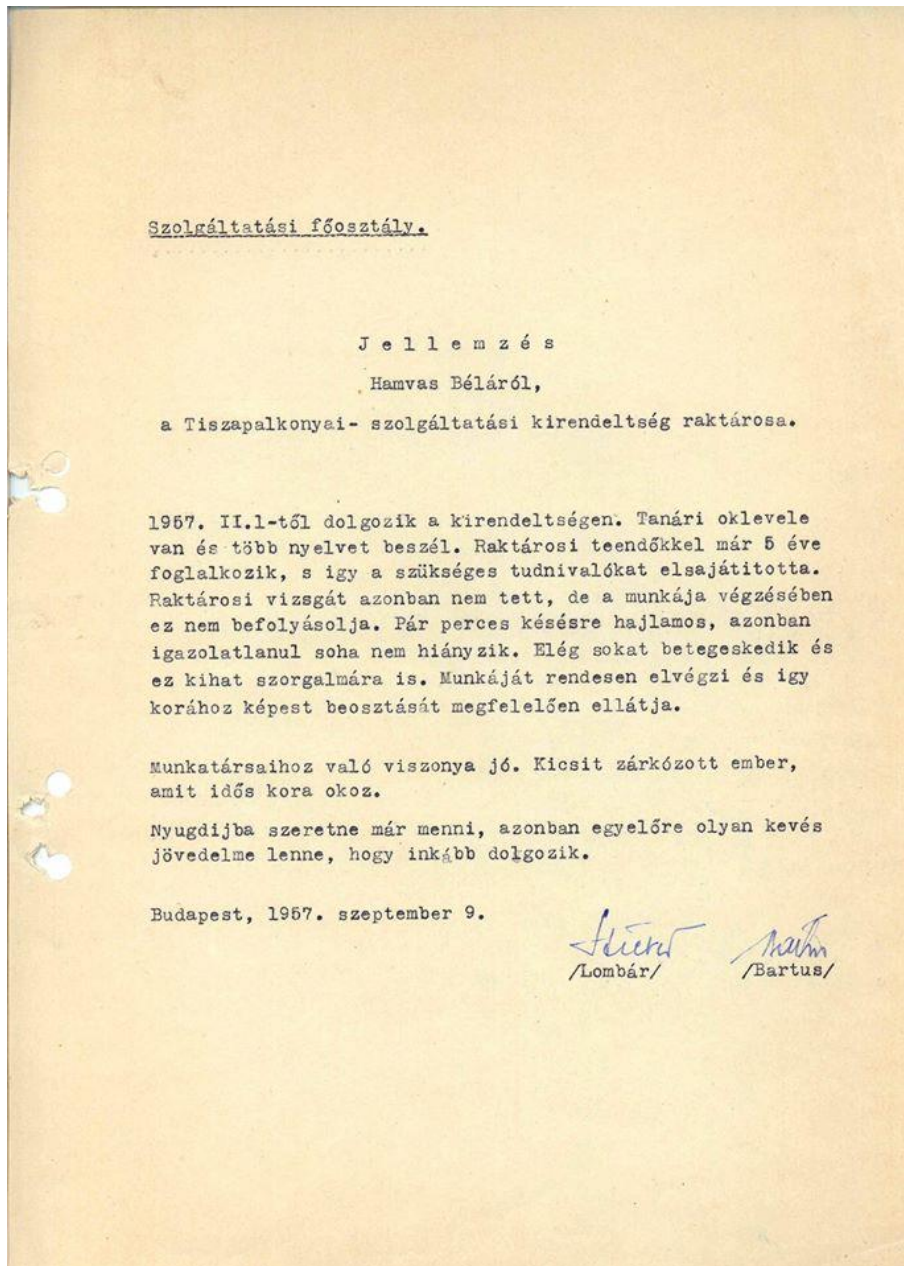 Szolgáltatási főosztály.
J e l l e m z é s
Hamvas Béláról,
a Tiszapalkonyai- szolgáltatási kirendeltség raktárosa.
1957. II.1-től dolgozik a kirendeltségen. Tanári oklevele
van és több nyelvet beszél. Raktárosi teendőkkel már 5 éve
foglalkozik, s igy a szükséges tudnivalókat elsajátitotta.
Raktárosi vizsgát azonban nem tett, de a munkája végzésében
ez nem befolyásolja. Pár perces késésre hajlamos, azonban
igazolatlanul soha nem hiányzik. Elég sokat betegeskedik és
ez kihat szorgalmára is. Munkáját rendesen elvégzi és igy
korához képest beosztását megfelelően ellátja.
Munkatársaihoz való viszonya jó. Kicsit zárkózott ember,
amit idős kora okoz.
Nyugdijba szeretne már menni, azonban egyelőre olyan kevés
jövedelme lenne, hogy inkább dolgozik.
Budapest, 1957. szeptember 9.
/Lombár/ /Bartus/